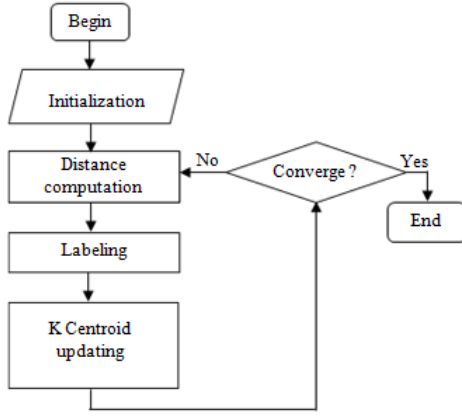 Begin
Initialization
Distance
computation
Labeling
K Centroid
updating
No
Converge ?
Yes
End